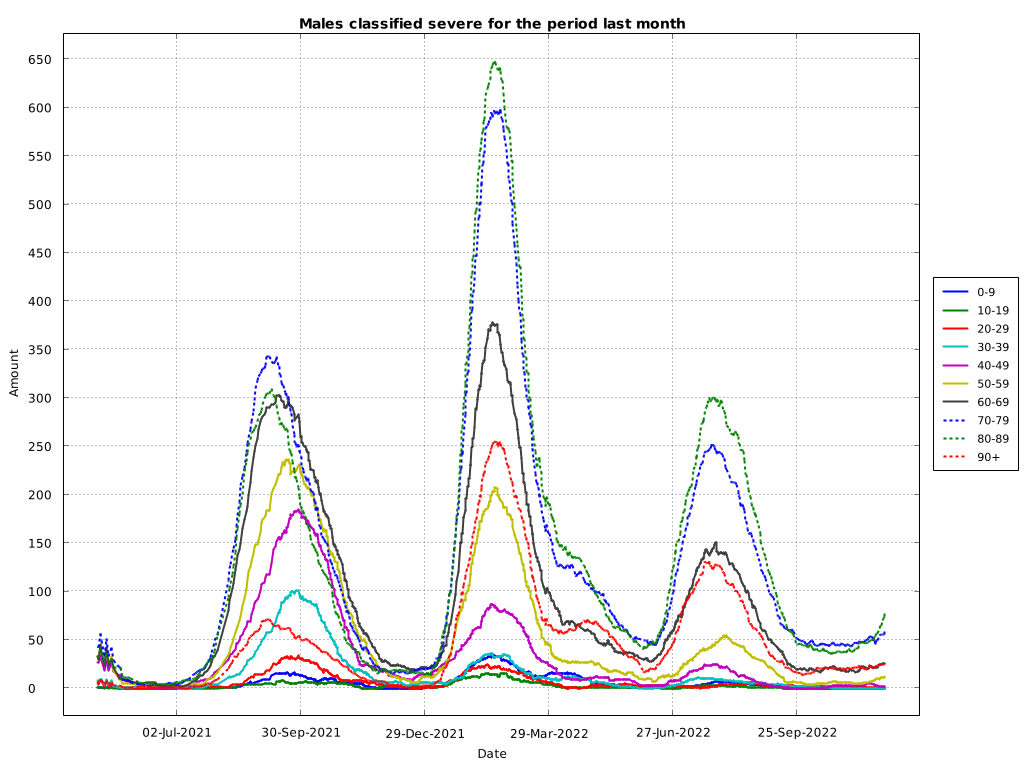 Males classified severe for the period last month
Amount
650
600
550
500
450
400
350
300
250
200
150
100
50
0
02-Jul-2021
30-Sep-2021
29-Dec-2021
29-Mar-2022
27-Jun-2022
25-Sep-2022
Date
0-9
10-19
20-29
30-39
40-49
50-59
60-69
70-79
80-89
90+